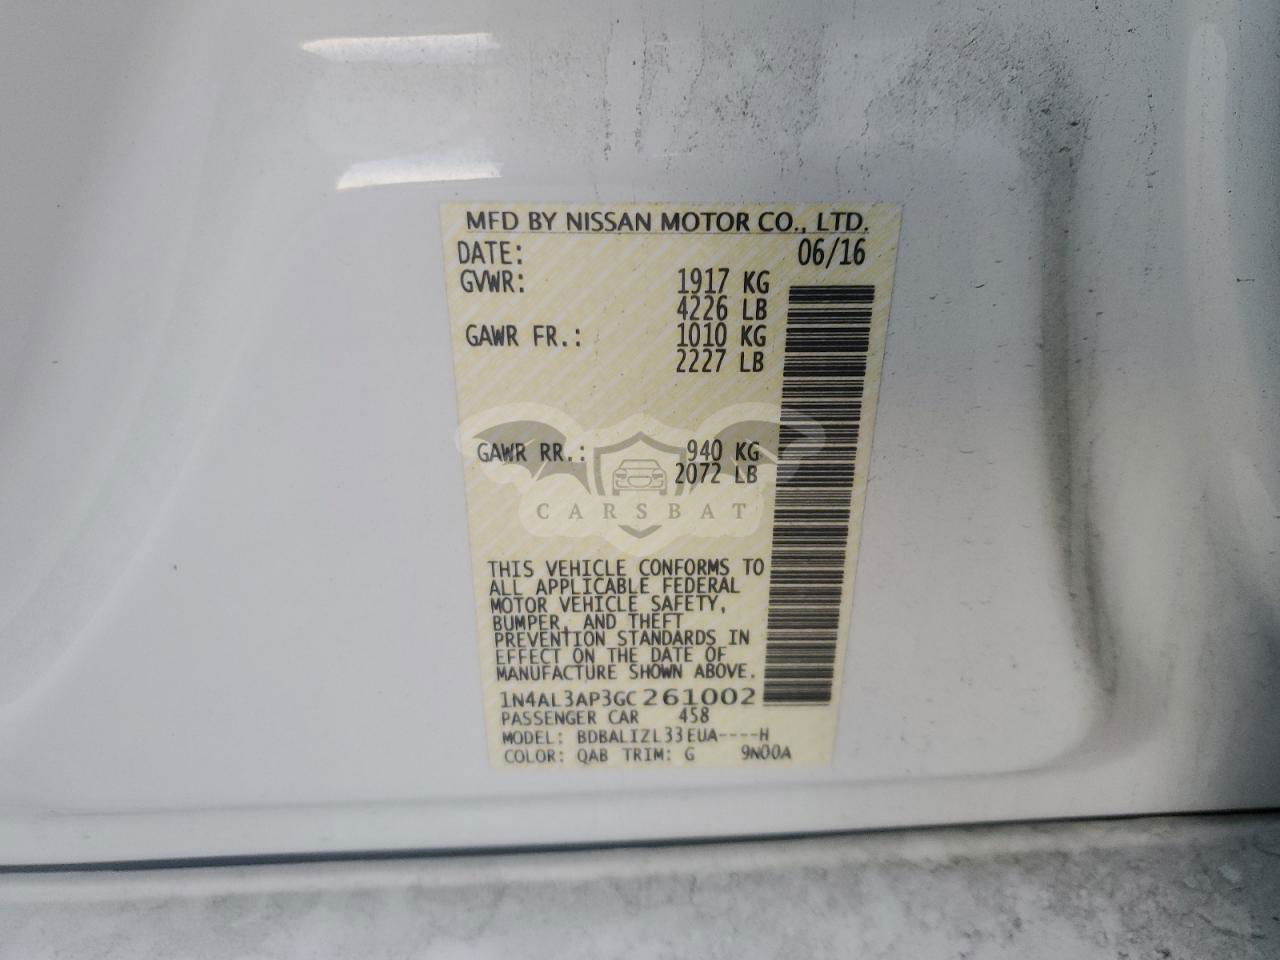 MFD BY NISSAN MOTOR CO., LTD.
DATE: 06/16
GVWR: 1917 KG
4226 LB
GAWR FR.: 1010 KG
2227 LB
GAWR RR.: 940 KG
2072 LB
CARSBAT
THIS VEHICLE CONFORMS TO
ALL APPLICABLE FEDERAL
MOTOR VEHICLE SAFETY,
BUMPER, AND THEFT
PREVENTION STANDARDS IN
EFFECT ON THE DATE OF
MANUFACTURE SHOWN ABOVE.
1N4AL3AP3GC261002
PASSENGER CAR 458
MODEL: BDBALIZL33EUA----H
COLOR: QAB TRIM: G 9N00A